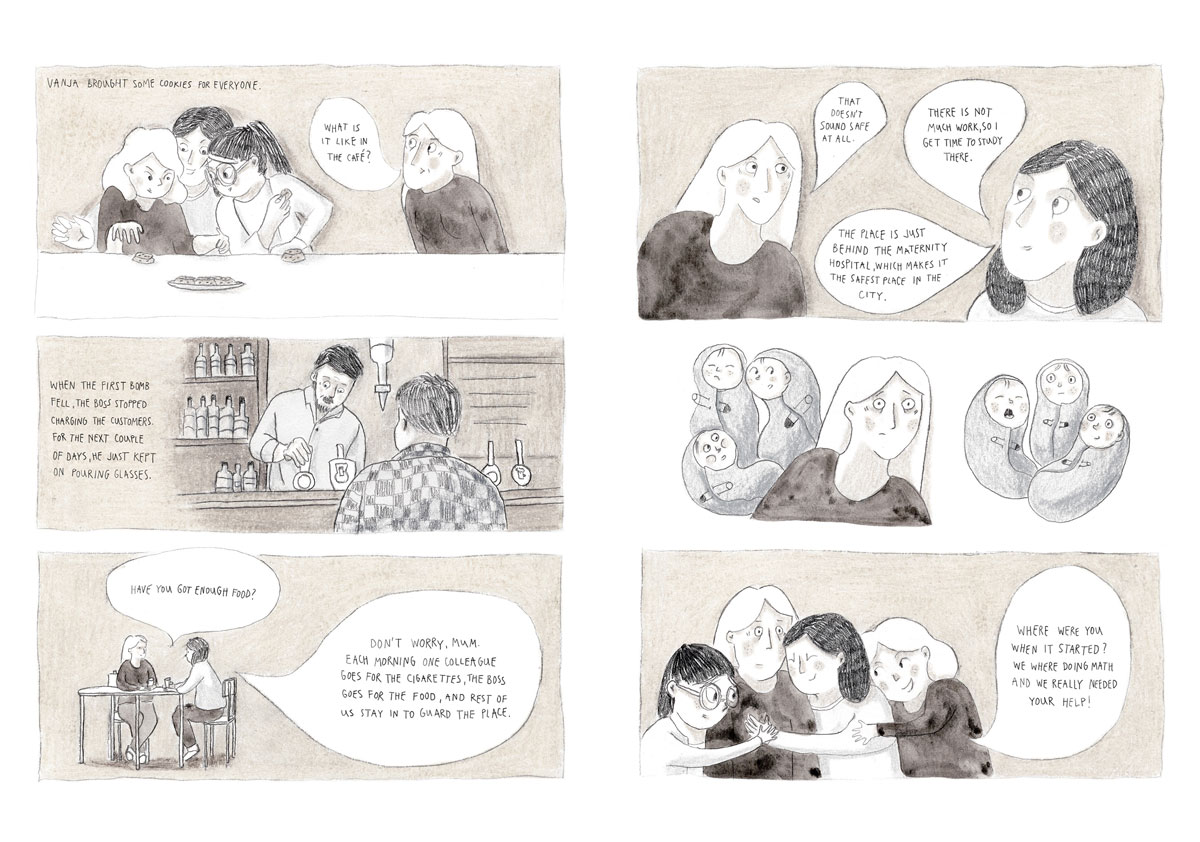 VANJA BROUGHT SOME COOKIES FOR EVERYONE.
WHAT IS
IT LIKE IN
THE CAFÉ?
WHEN THE FIRST BOMB
FELL, THE BOSS STOPPED
CHARGING THE CUSTOMERS.
FOR THE NEXT COUPLE
OF DAYS, HE JUST KEPT
ON POURING GLASSES.
HAVE YOU GOT ENOUGH FOOD?
DON'T WORRY, MUM.
EACH MORNING ONE COLLEAGUE
GOES FOR THE CIGARETTES, THE BOSS
GOES FOR THE FOOD, AND REST OF
US STAY IN TO GUARD THE PLACE.
THAT
DOESN'T
SOUND SAFE
AT ALL.
THERE IS NOT
MUCH WORK, SO I
GET TIME TO STUDY
THERE.
THE PLACE IS JUST
BEHIND THE MATERNITY
HOSPITAL, WHICH MAKES IT
THE SAFEST PLACE IN THE
CITY.
WHERE WERE YOU
WHEN IT STARTED?
WE WHERE DOING MATH
AND WE REALLY NEEDED
YOUR HELP!